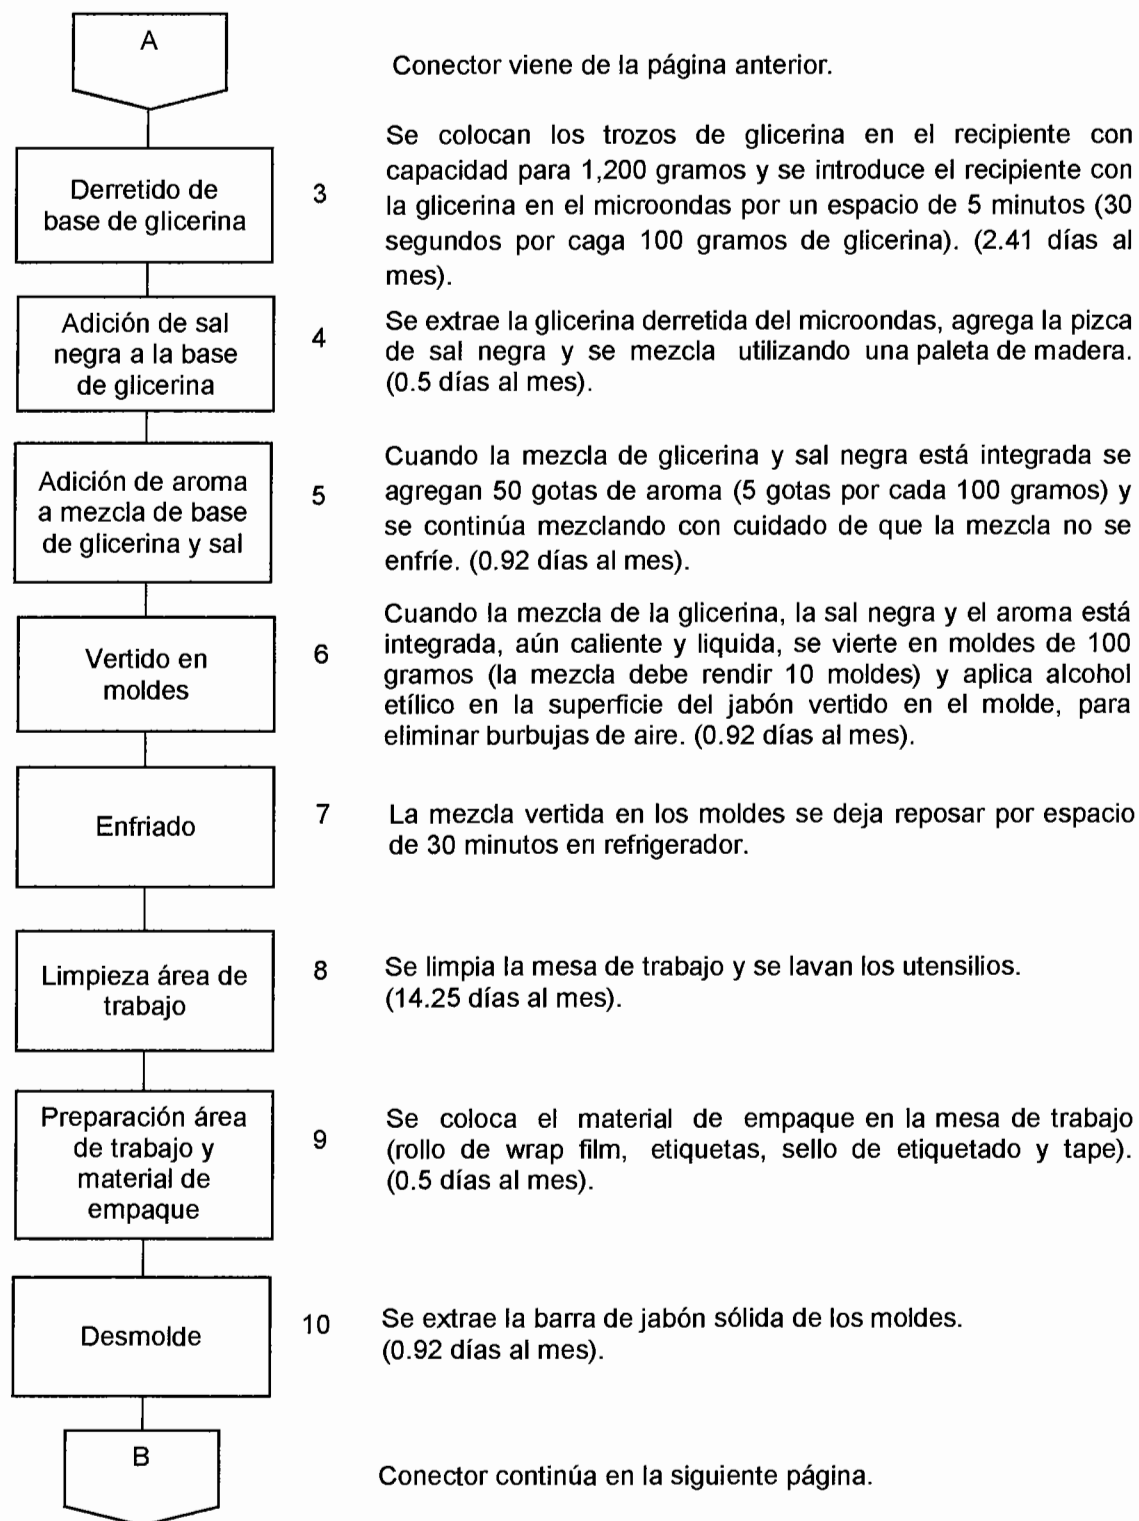 A
Conector viene de la página anterior.
Derretido de
base de glicerina
3
Se colocan los trozos de glicerina en el recipiente con
capacidad para 1,200 gramos y se introduce el recipiente con
la glicerina en el microondas por un espacio de 5 minutos (30
segundos por caga 100 gramos de glicerina). (2.41 días al
mes).
Adición de sal
negra a la base
de glicerina
4
Se extrae la glicerina derretida del microondas, agrega la pizca
de sal negra y se mezcla utilizando una paleta de madera.
(0.5 días al mes).
Adición de aroma
a mezcla de base
de glicerina y sal
5
Cuando la mezcla de glicerina y sal negra está integrada se
agregan 50 gotas de aroma (5 gotas por cada 100 gramos) y
se continúa mezclando con cuidado de que la mezcla no se
enfríe. (0.92 días al mes).
Vertido en
moldes
6
Cuando la mezcla de la glicerina, la sal negra y el aroma está
integrada, aún caliente y liquida, se vierte en moldes de 100
gramos (la mezcla debe rendir 10 moldes) y aplica alcohol
etílico en la superficie del jabón vertido en el molde, para
eliminar burbujas de aire. (0.92 días al mes).
Enfriado
7
La mezcla vertida en los moldes se deja reposar por espacio
de 30 minutos en refrigerador.
Limpieza área de
trabajo
8
Se limpia la mesa de trabajo y se lavan los utensilios.
(14.25 días al mes).
Preparación área
de trabajo y
material de
empaque
9
Se coloca el material de empaque en la mesa de trabajo
(rollo de wrap film, etiquetas, sello de etiquetado y tape).
(0.5 días al mes).
Desmolde
10
Se extrae la barra de jabón sólida de los moldes.
(0.92 días al mes).
B
Conector continúa en la siguiente página.